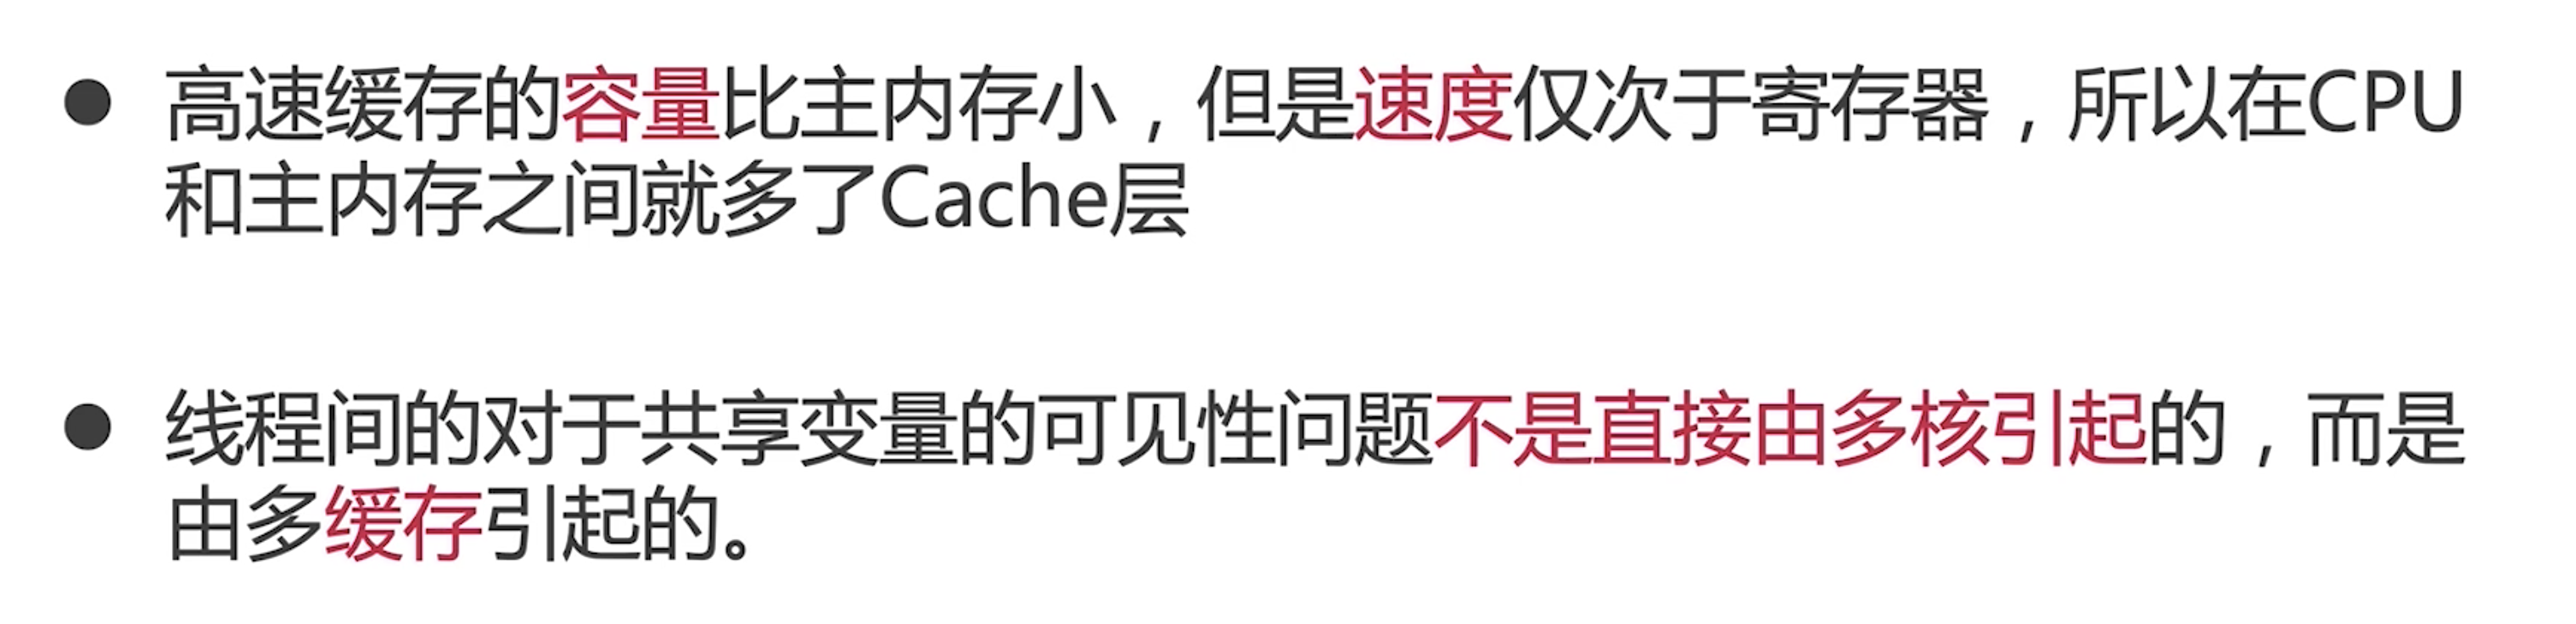 ● 高速缓存的容量比主内存小，但是速度仅次于寄存器，所以在CPU
和主内存之间就多了Cache层
● 线程间的对于共享变量的可见性问题不是直接由多核引起的，而是
由多缓存引起的。